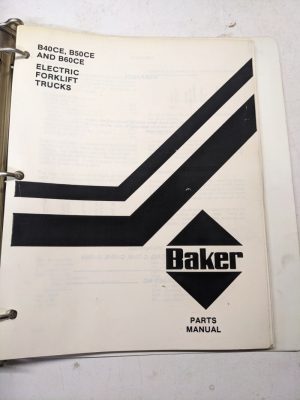 B40CE, B50CE
AND B60CE
ELECTRIC
FORKLIFT
TRUCKS
Baker
PARTS
MANUAL